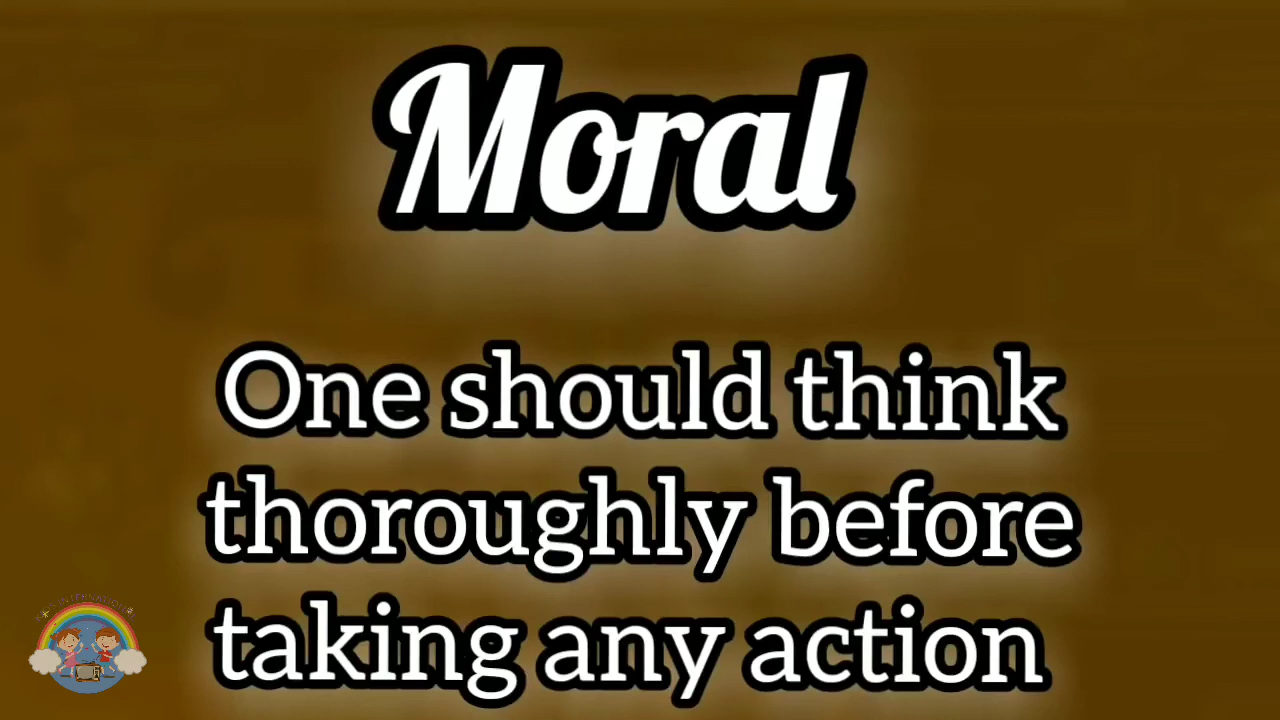 Moral
One should think
thoroughly before
taking any action